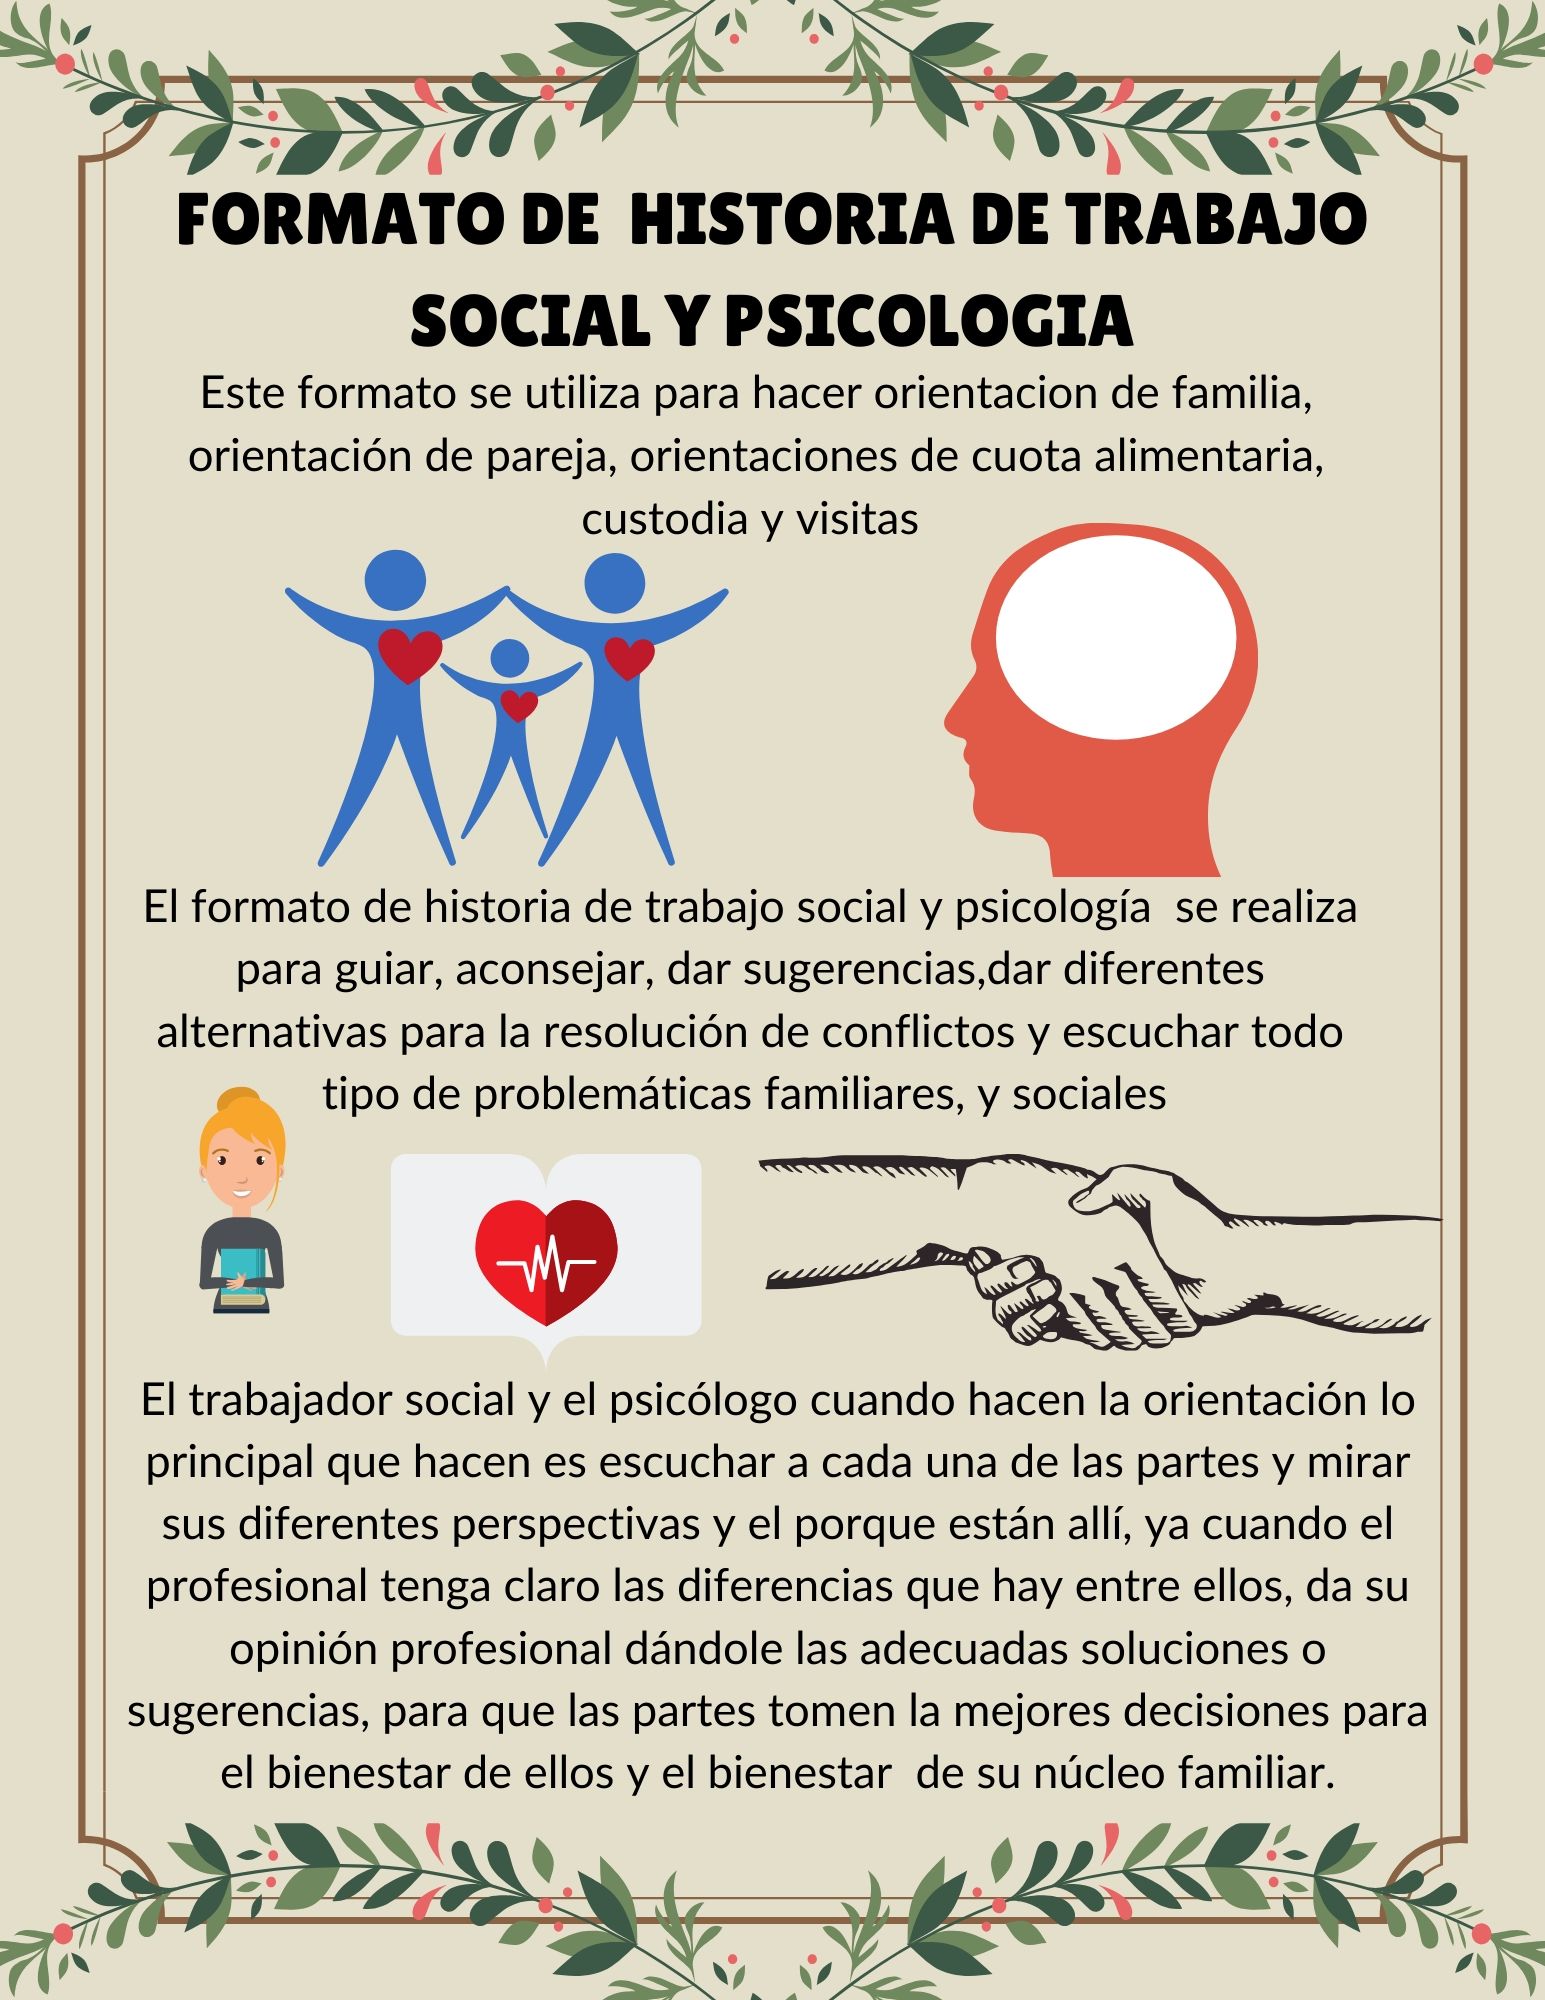 FORMATO DE HISTORIA DE TRABAJO
SOCIAL Y PSICOLOGIA
Este formato se utiliza para hacer orientacion de familia,
orientación de pareja, orientaciones de cuota alimentaria,
custodia y visitas
El formato de historia de trabajo social y psicología se realiza
para guiar, aconsejar, dar sugerencias,dar diferentes
alternativas para la resolución de conflictos y escuchar todo
tipo de problemáticas familiares, y sociales
El trabajador social y el psicólogo cuando hacen la orientación lo
principal que hacen es escuchar a cada una de las partes y mirar
sus diferentes perspectivas y el porque están allí, ya cuando el
profesional tenga claro las diferencias que hay entre ellos, da su
opinión profesional dándole las adecuadas soluciones o
sugerencias, para que las partes tomen la mejores decisiones para
el bienestar de ellos y el bienestar de su núcleo familiar.